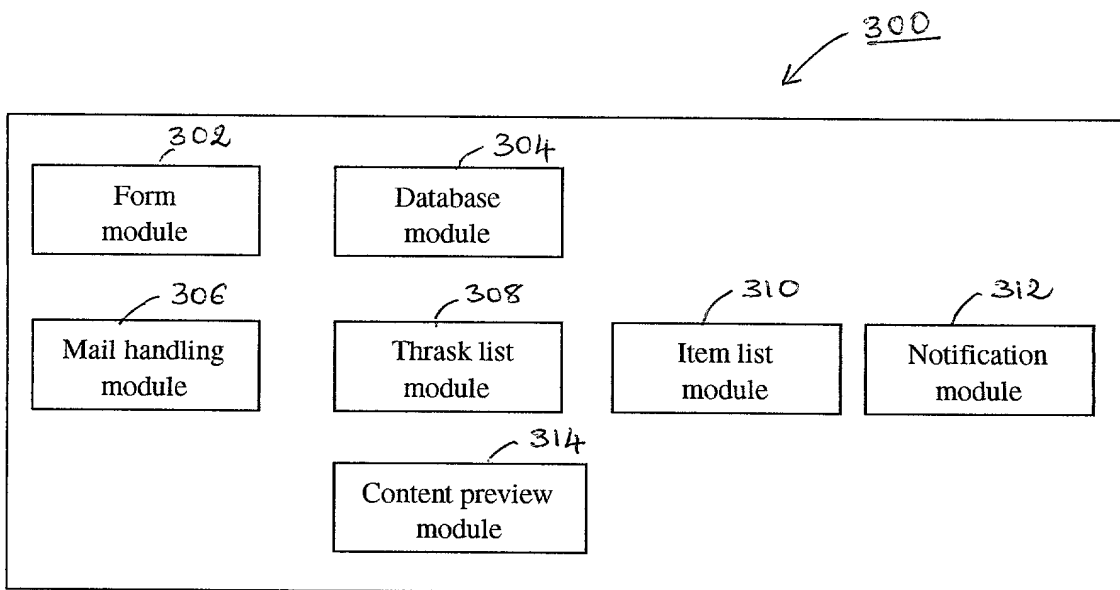 300
302
304
Form
module
Database
module
306
308
310
312
Mail handling
module
Thrask list
module
Item list
module
Notification
module
314
Content preview
module